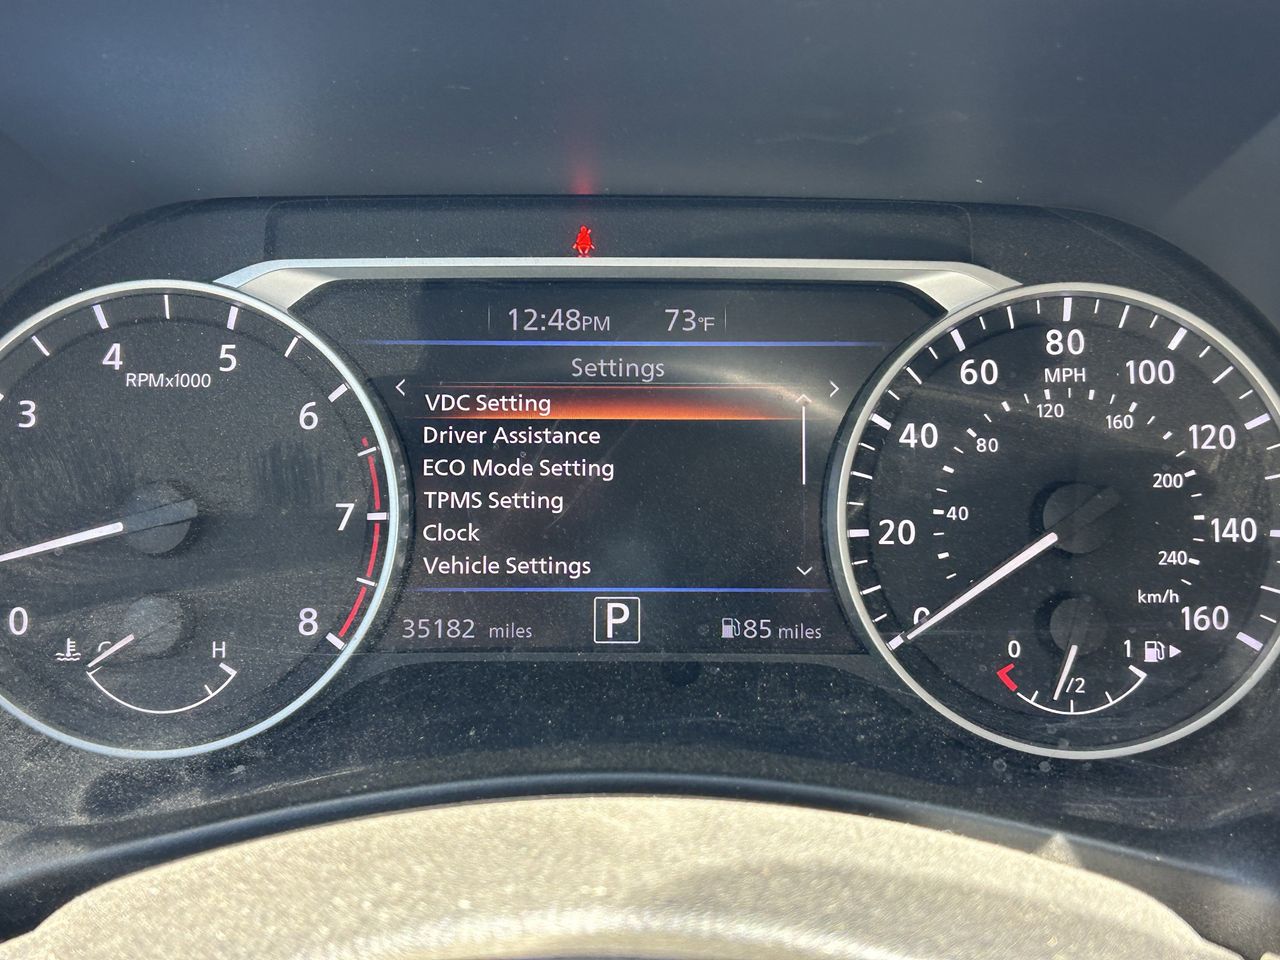 12:48PM 73°F
Settings
VDC Setting
Driver Assistance
ECO Mode Setting
TPMS Setting
Clock
Vehicle Settings
35182 miles P 85 miles
3 4 5 6 7 8
RPMx1000
0
C H
0 20 40 60 80 100 120 140 160
MPH
40 80 120 160 200 240
km/h
0 1/2 1